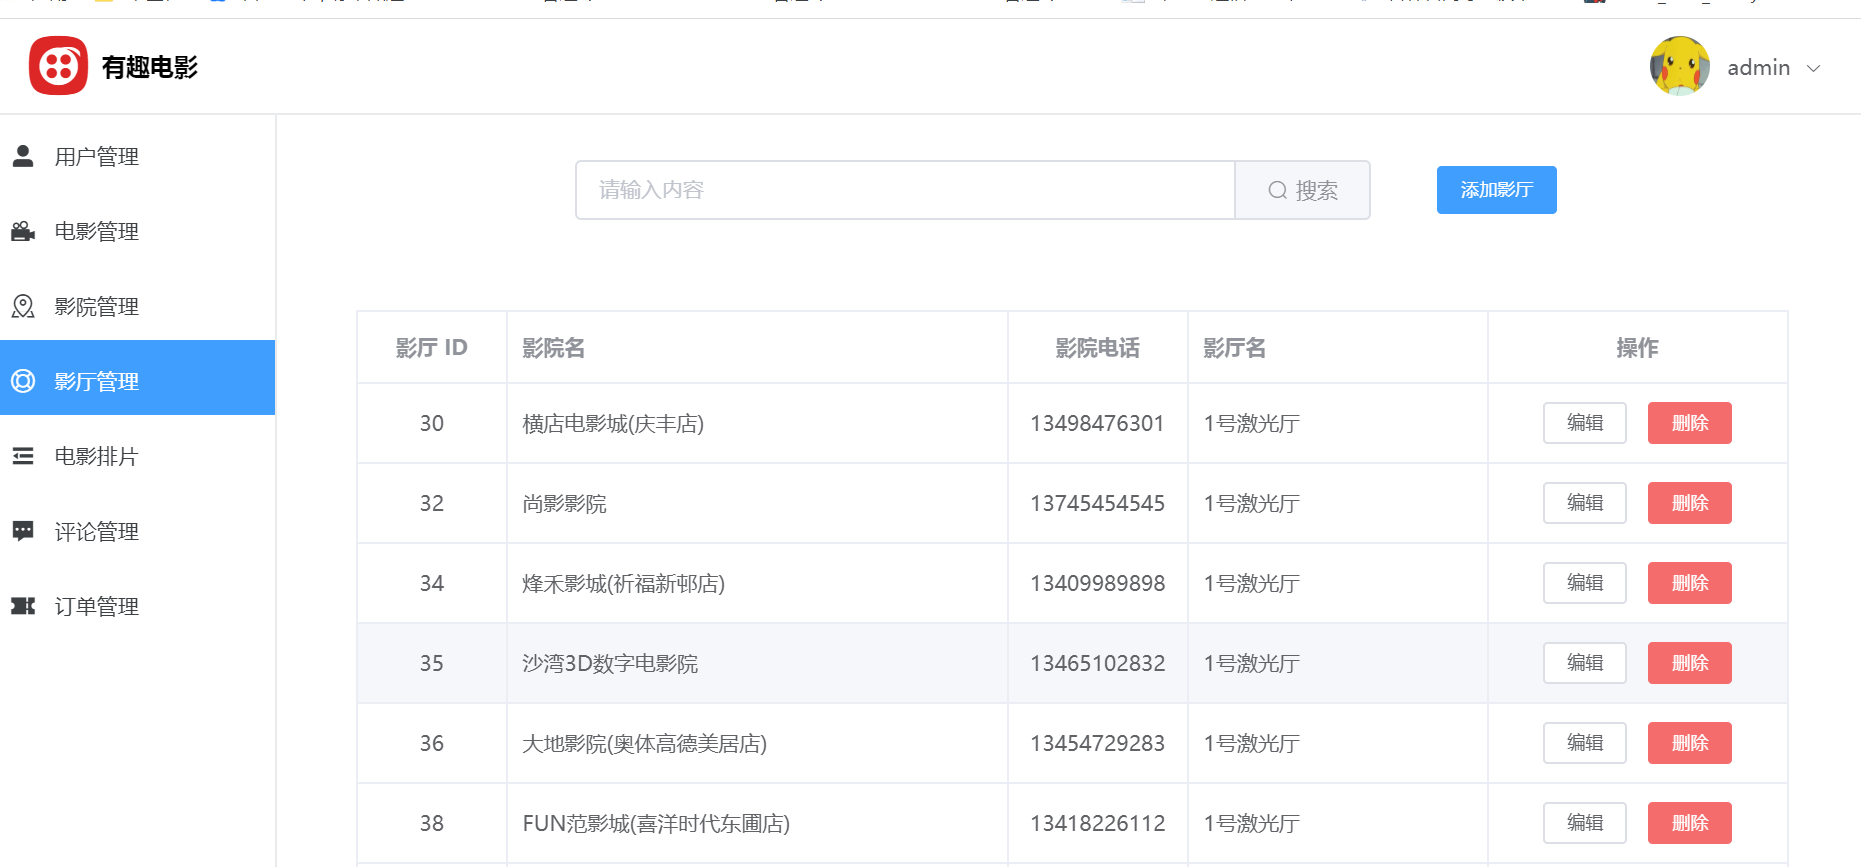 有趣电影
admin
用户管理
电影管理
影院管理
影厅管理
电影排片
评论管理
订单管理
请输入内容 搜索 添加影厅
影厅 ID 影院名 影院电话 影厅名 操作
30 横店电影城(庆丰店) 13498476301 1号激光厅 编辑 删除
32 尚影影院 13745454545 1号激光厅 编辑 删除
34 烽禾影城(祈福新邨店) 13409989898 1号激光厅 编辑 删除
35 沙湾3D数字电影院 13465102832 1号激光厅 编辑 删除
36 大地影院(奥体高德美居店) 13454729283 1号激光厅 编辑 删除
38 FUN范影城(喜洋时代东圃店) 13418226112 1号激光厅 编辑 删除